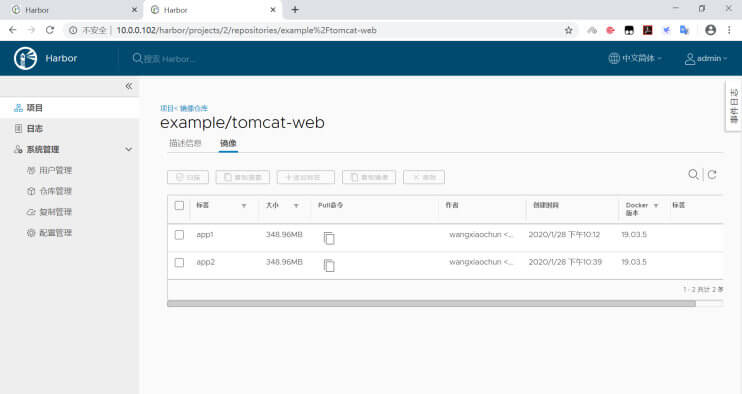 Harbor
Harbor
不安全 | 10.0.0.102/harbor/projects/2/repositories/example%2Ftomcat-web
Harbor
搜索 Harbor...
中文简体
admin
项目
日志
系统管理
用户管理
仓库管理
复制管理
配置管理
事件日志
项目< 镜像仓库
example/tomcat-web
描述信息 镜像
扫描 复制摘要 添加标签 复制镜像 删除
标签 大小 Pull命令 作者 创建时间 Docker 版本 标签
app1 348.96MB wangxiaochun <... 2020/1/28 下午10:12 19.03.5
app2 348.96MB wangxiaochun <... 2020/1/28 下午10:39 19.03.5
1 - 2 共计 2 条